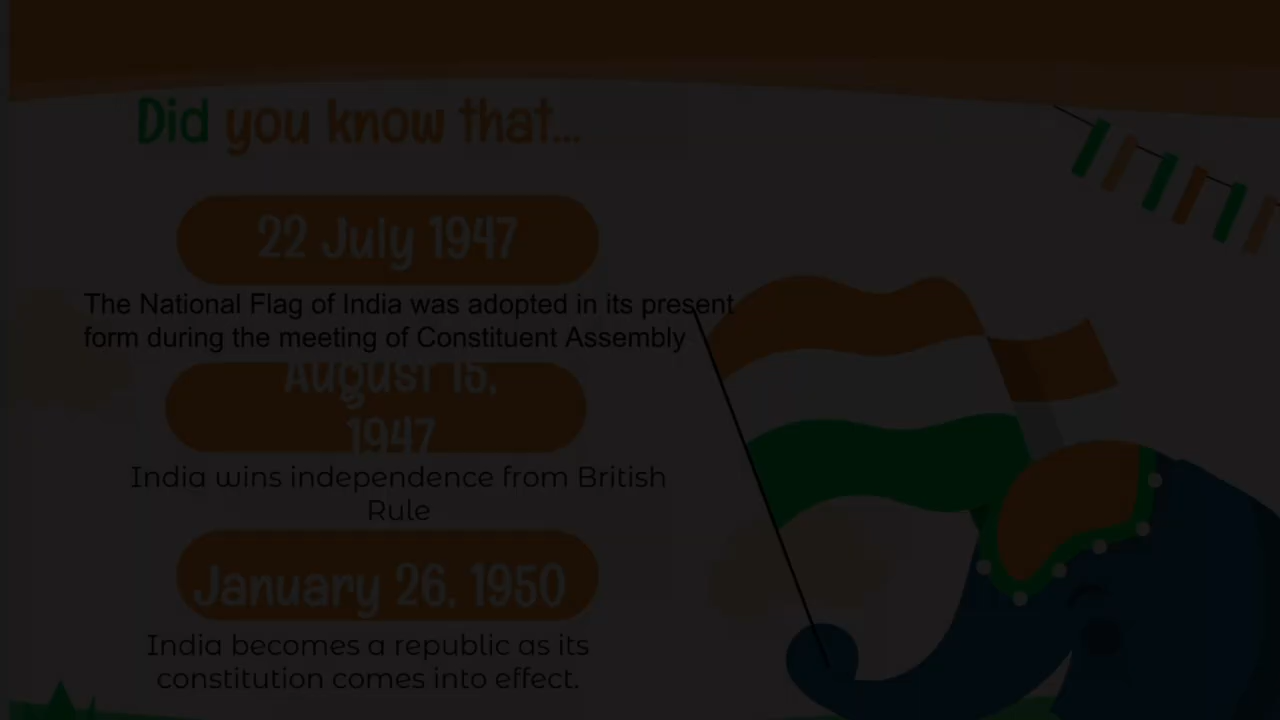 Did you know that...
22 July 1947
The National Flag of India was adopted in its present
form during the meeting of Constituent Assembly
August 15,
1947
India wins independence from British
Rule
January 26, 1950
India becomes a republic as its
constitution comes into effect.